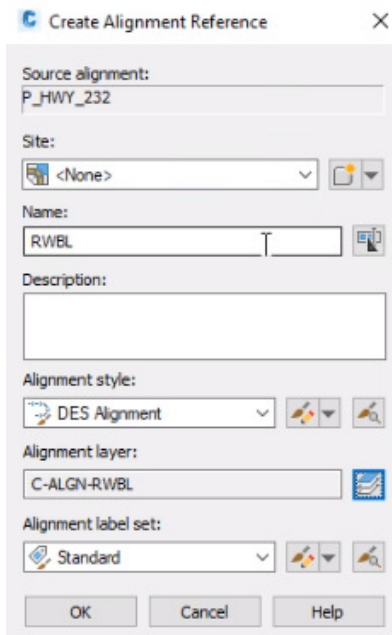 Create Alignment Reference
Source alignment:
P_HWY_232
Site:
<None>
Name:
RWBL
Description:
Alignment style:
DES Alignment
Alignment layer:
C-ALGN-RWBL
Alignment label set:
Standard
OK Cancel Help